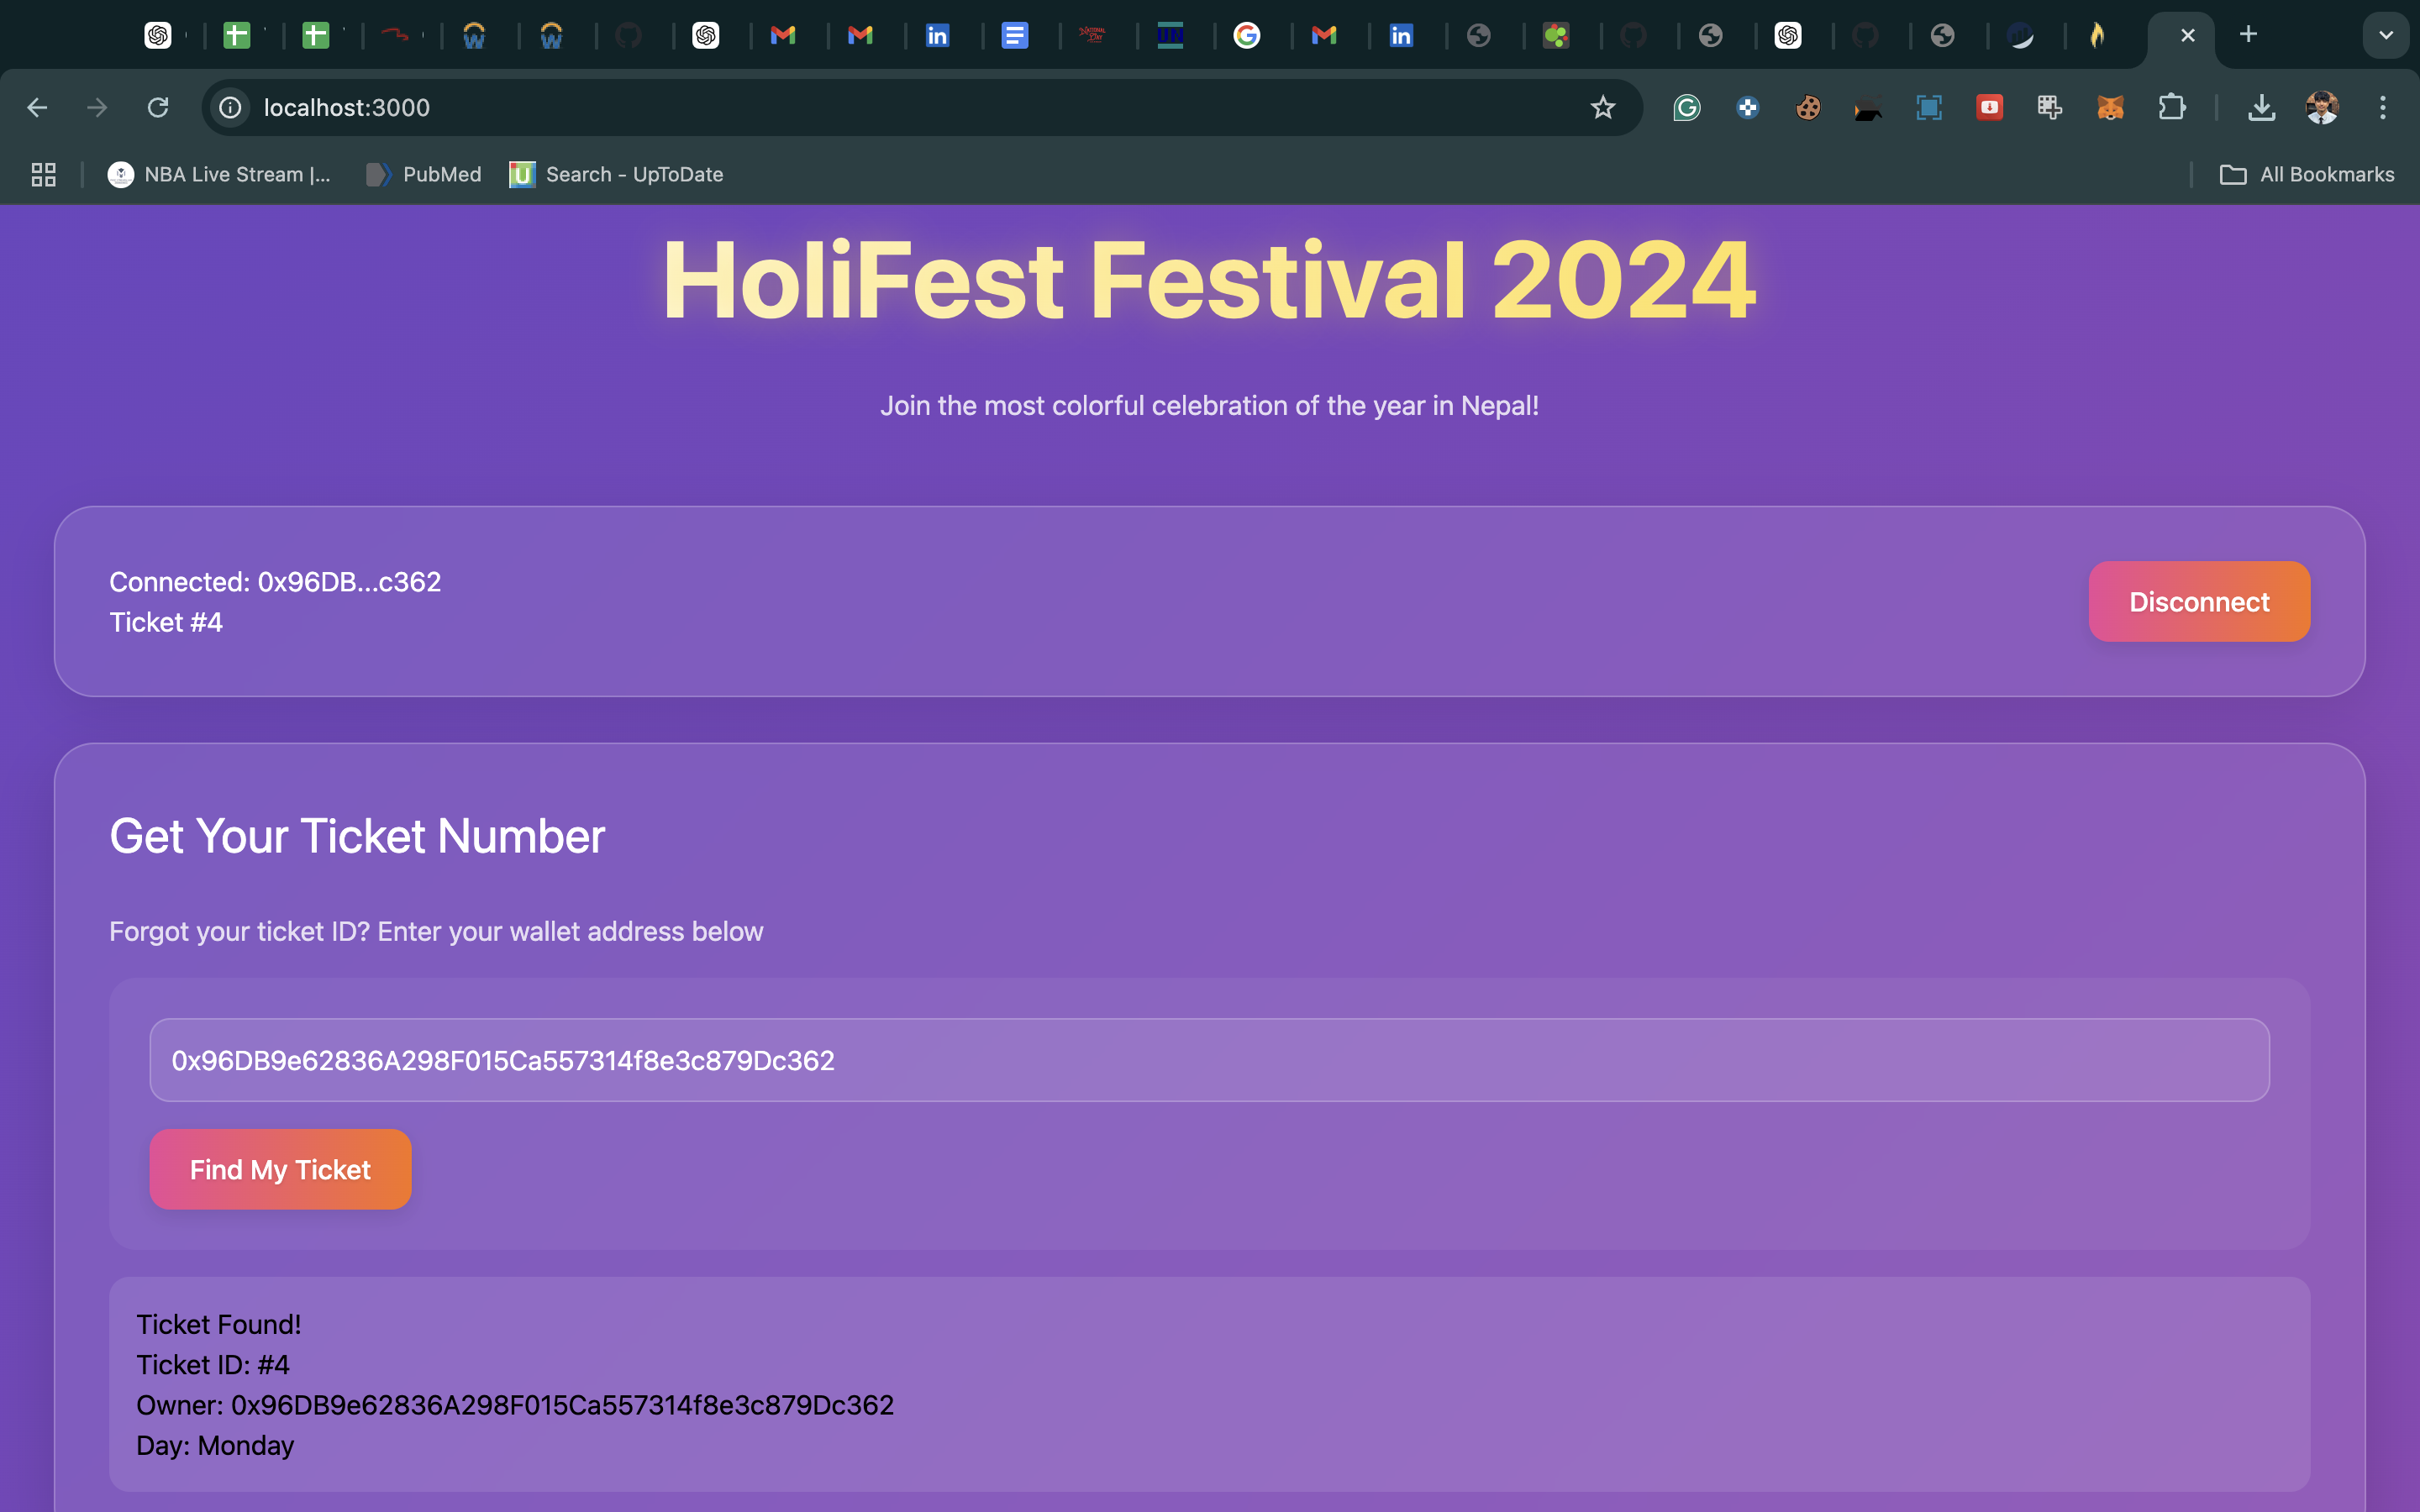 localhost:3000
NBA Live Stream |...
PubMed
Search - UpToDate
All Bookmarks
HoliFest Festival 2024
Join the most colorful celebration of the year in Nepal!
Connected: 0x96DB...c362
Ticket #4
Disconnect
Get Your Ticket Number
Forgot your ticket ID? Enter your wallet address below
0x96DB9e62836A298F015Ca557314f8e3c879Dc362
Find My Ticket
Ticket Found!
Ticket ID: #4
Owner: 0x96DB9e62836A298F015Ca557314f8e3c879Dc362
Day: Monday